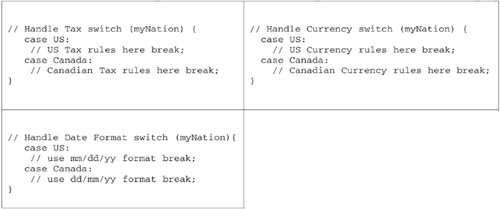 // Handle Tax switch (myNation) {
case US:
// US Tax rules here break;
case Canada:
// Canadian Tax rules here break;
}
// Handle Currency switch (myNation) {
case US:
// US Currency rules here break;
case Canada:
// Canadian Currency rules here break;
}
// Handle Date Format switch (myNation){
case US:
// use mm/dd/yy format break;
case Canada:
// use dd/mm/yy format break;
}